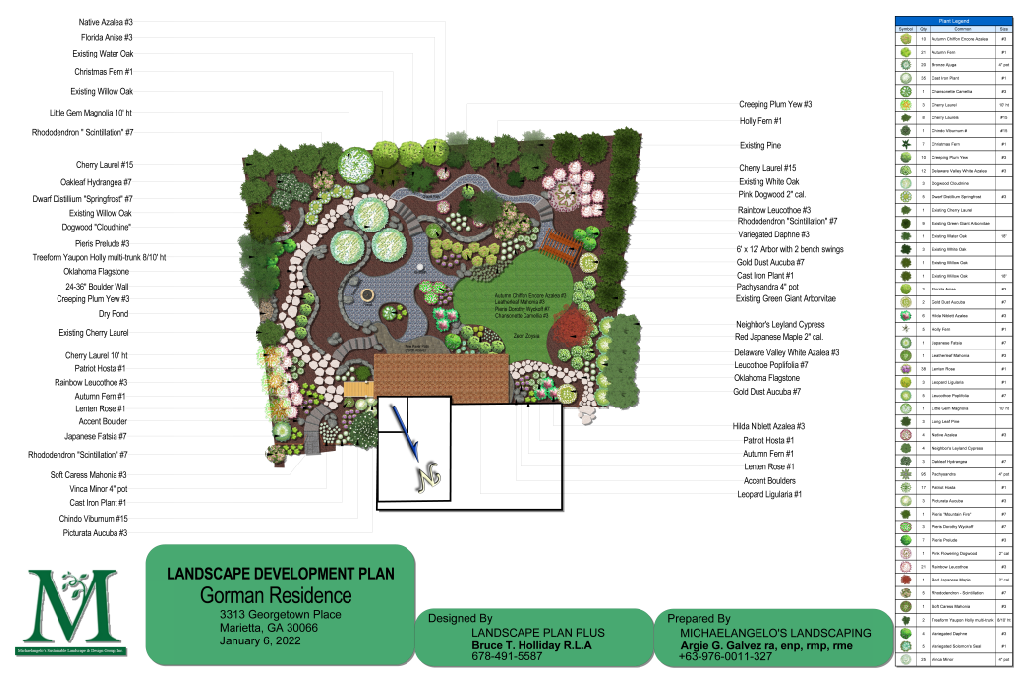 Native Azalea #3
Florida Anise #3
Existing Water Oak
Christmas Fern #1
Existing Willow Oak
Little Gem Magnolia 10' ht
Rhododendron " Scintillation" #7
Cherry Laurel #15
Oakleaf Hydrangea #7
Dwarf Distillium "Springfrost" #7
Existing Willow Oak
Dogwood "Cloudhine"
Pieris Prelude #3
Treeform Yaupon Holly multi-trunk 8/10' ht
Oklahoma Flagsone
24-36" Boulder Wall
Creeping Plum Yew #3
Dry Fond
Existing Cherry Laurel
Cherry Laurel 10' ht
Patriot Hosta #1
Rainbow Leucothoe #3
Autumn Fern #1
Lenten Rose #1
Accent Bouder
Japanese Fatsia #7
Rhododendron "Scintillation" #7
Soft Caress Mahonia #3
Vinca Minor 4" pot
Cast Iron Plant #1
Chindo Viburnum #15
Picturata Aucuba #3
Creeping Plum Yew #3
Holly Fern #1
Existing Pine
Cherry Laurel #15
Existing White Oak
Pink Dogwood 2" cal.
Rainbow Leucothoe #3
Rhododendron "Scintillation" #7
Variegated Daphne #3
6' x 12' Arbor with 2 bench swings
Gold Dust Aucuba #7
Cast Iron Plant #1
Pachysandra 4" pot
Existing Green Giant Arborvitae
Neighbor's Leyland Cypress
Red Japanese Maple 2" cal.
Delaware Valley White Azalea #3
Leucothoe Poplifolia #7
Oklahoma Flagstone
Gold Dust Aucuba #7
Hilda Niblett Azalea #3
Patriot Hosta #1
Autumn Fern #1
Lenten Rose #1
Accent Boulders
Leopard Ligularia #1
Autumn Chiffon Encore Azalea #3
Leatherleaf Mahonia #3
Pieris Dorothy Wyckoff #7
Chansonette Camellia #3
Zeon Zoysia
N
Plant Legend
Symbol Qty Common Size
10 Autumn Chiffon Encore Azalea #3
21 Autumn Fern #1
20 Bronze Ajuga 4" pot
35 Cast Iron Plant #1
1 Chansonette Camellia #3
3 Cherry Laurel 10' ht
8 Cherry Laurels #15
1 Chindo Viburnum # #15
7 Christmas Fern #1
10 Creeping Plum Yew #3
12 Delaware Valley White Azalea #3
3 Dogwood Cloudhine
5 Dwarf Distillium Springfrost #3
1 Existing Cherry Laurel
9 Existing Green Giant Arborvitae
1 Existing Water Oak 18"
3 Existing White Oak
1 Existing Willow Oak
1 Existing Willow Oak 18"
Florida Anise #3
2 Gold Dust Aucuba #7
6 Hilda Niblett Azalea #3
5 Holly Fern #1
1 Japanese Fatsia #7
1 Leatherleaf Mahonia #3
38 Lenten Rose #1
3 Leopard Ligularia #1
5 Leucothoe Poplifolia #7
1 Little Gem Magnolia 10' ht
3 Long Leaf Pine
4 Native Azalea #3
4 Neighbor's Leyland Cypress
3 Oakleaf Hydrangea #7
95 Pachysandra 4" pot
17 Patriot Hosta #1
3 Picturata Aucuba #3
1 Pieris "Mountain Fire" #7
3 Pieris Dorothy Wyckoff #7
7 Pieris Prelude #3
1 Pink Flowering Dogwood 2" cal
21 Rainbow Leucothoe #3
1 Red Japanese Maple 2" cal
5 Rhododendron - Scintillation #7
1 Soft Caress Mahonia #3
2 Treeform Yaupon Holly multi-trunk 8/10' ht
4 Variegated Daphne #3
5 Variegated Solomon's Seal #1
25 Vinca Minor 4" pot
M
Michaelangelo's Sustainable Landscape & Design Group Inc
LANDSCAPE DEVELOPMENT PLAN
Gorman Residence
3313 Georgetown Place
Marietta, GA 30066
January 6, 2022
Designed By
LANDSCAPE PLAN PLUS
Bruce T. Holliday R.L.A
678-491-5587
Prepared By
MICHAELANGELO'S LANDSCAPING
Argie G. Galvez ra, enp, rmp, rme
+63-976-0011-327